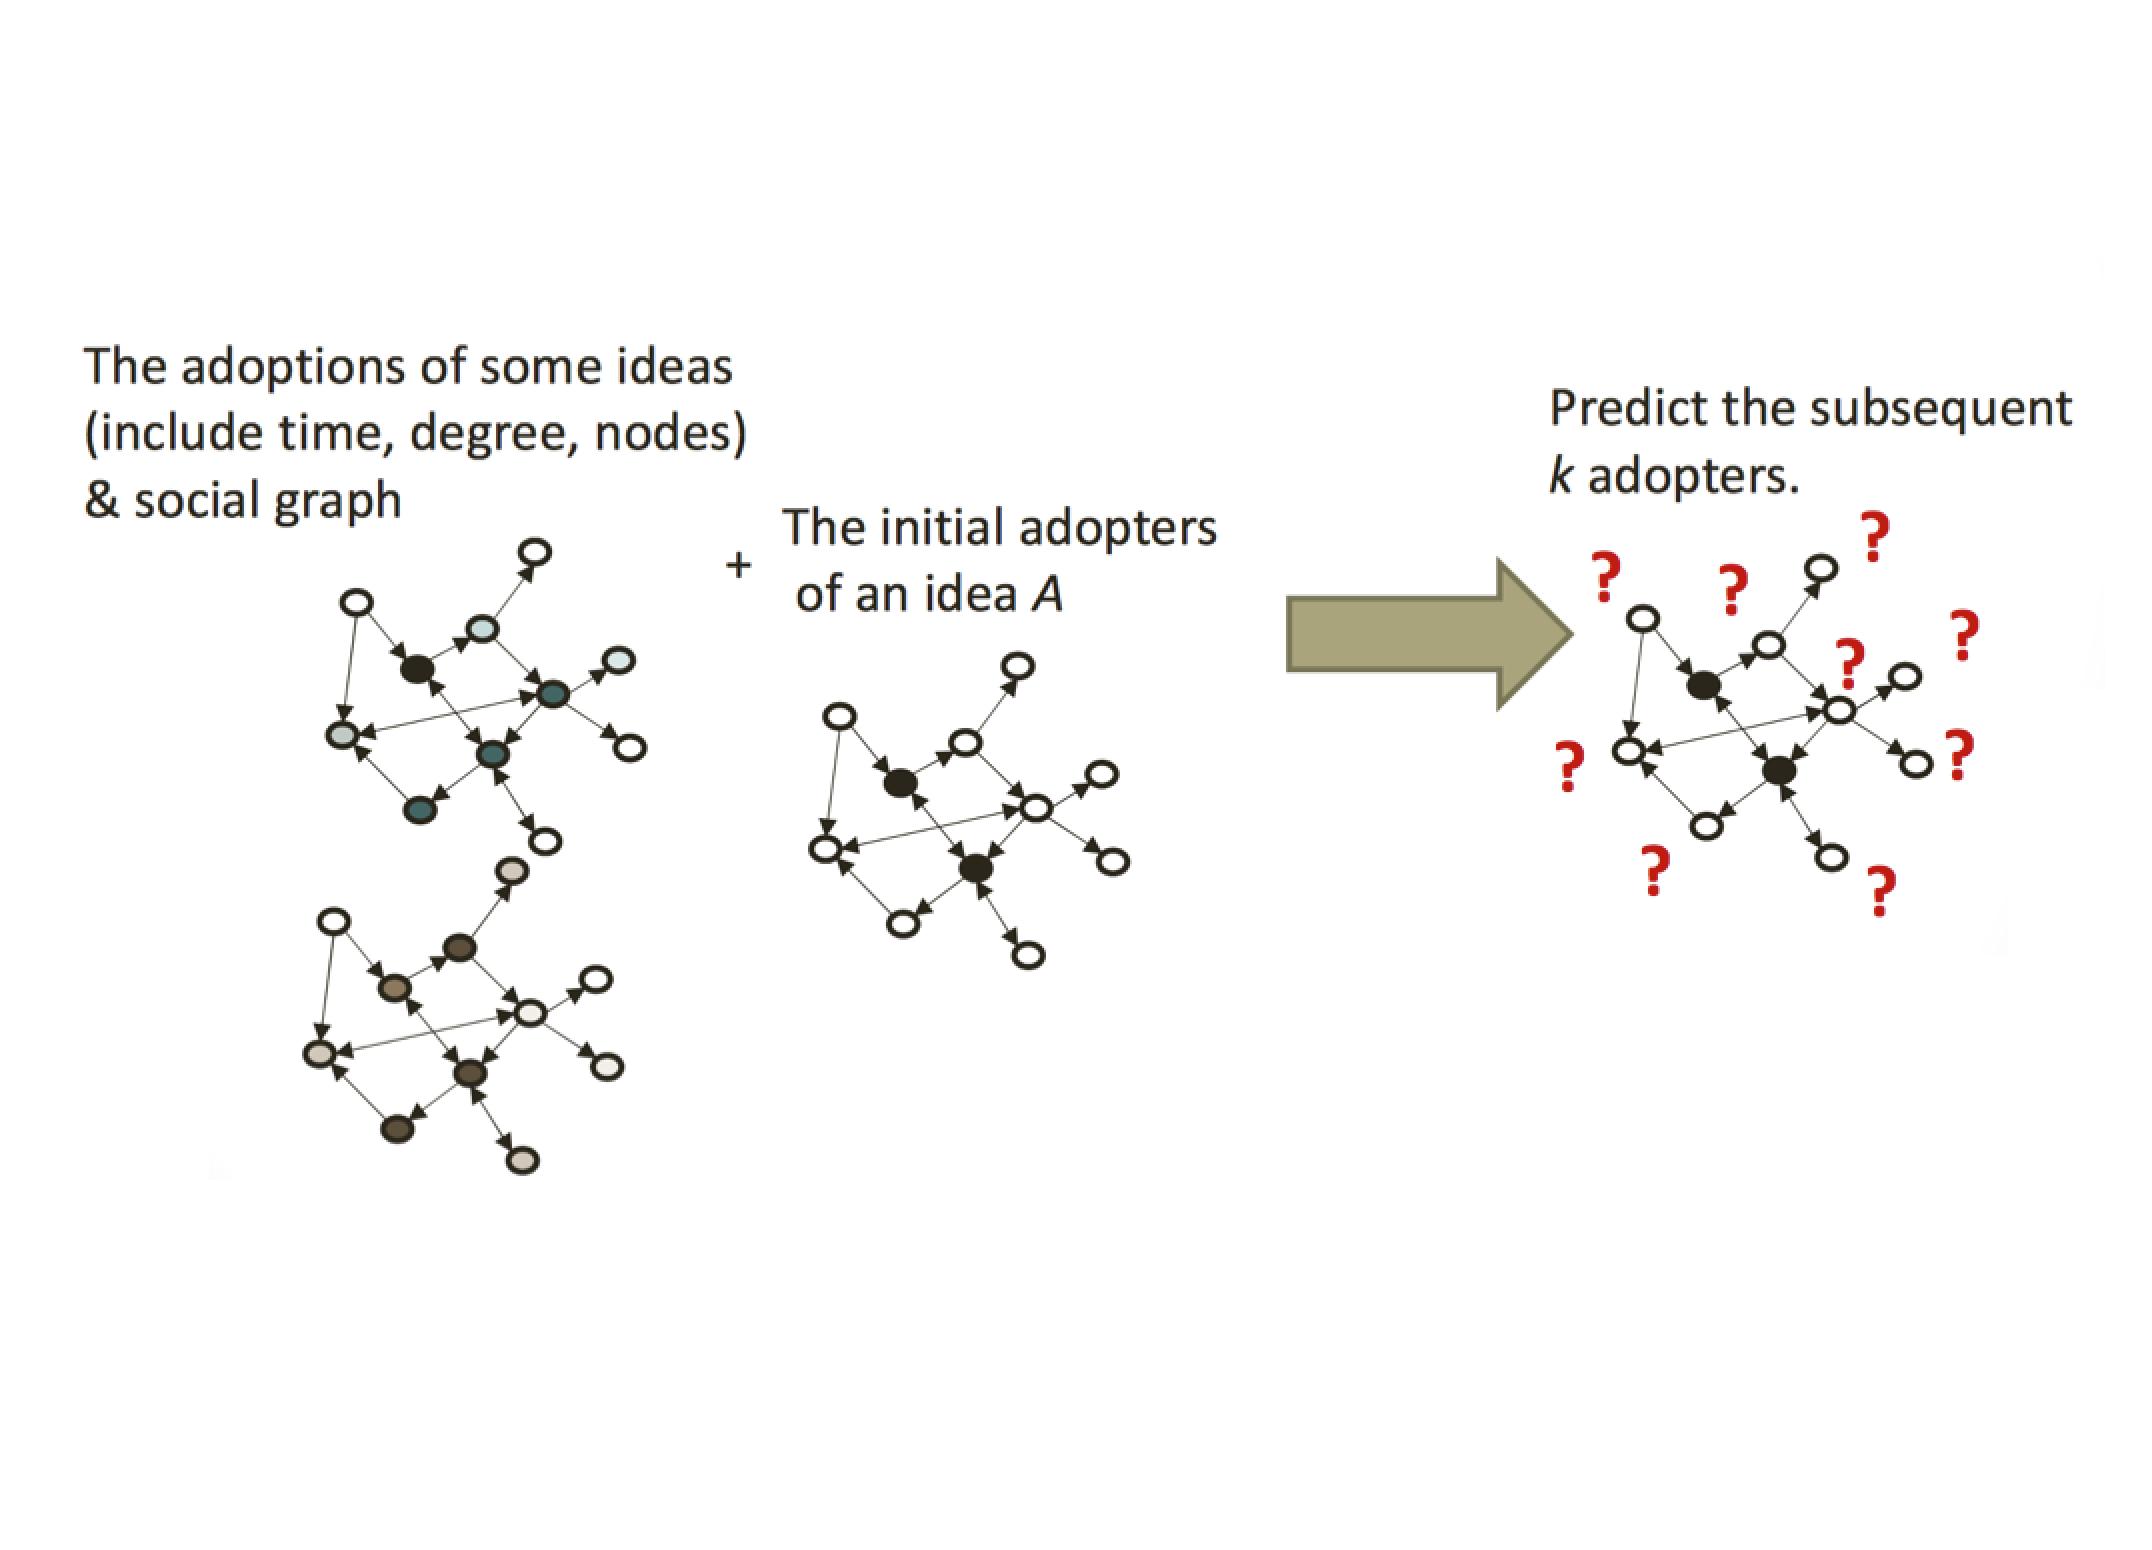 The adoptions of some ideas
(include time, degree, nodes)
& social graph
+
The initial adopters
of an idea A
Predict the subsequent
k adopters.
?
?
?
?
?
?
?
?
?